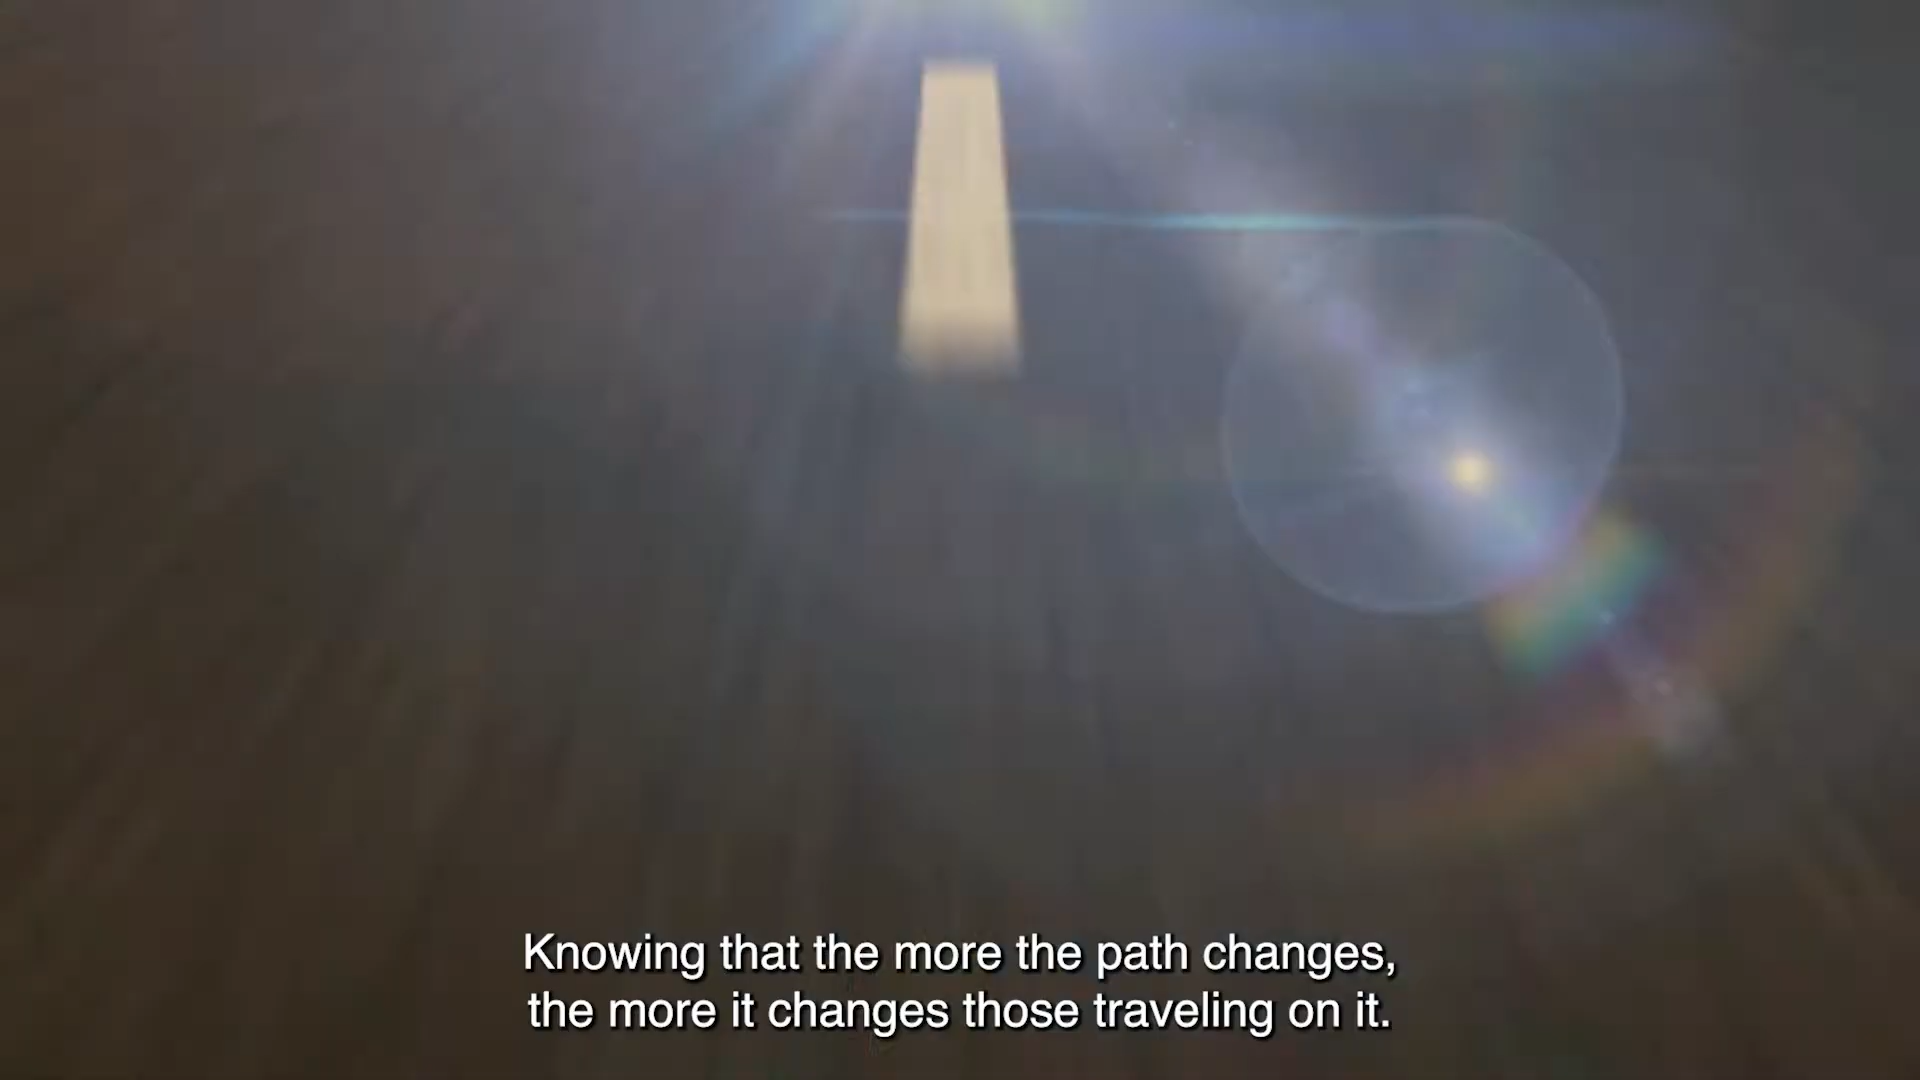 Knowing that the more the path changes,
the more it changes those traveling on it.